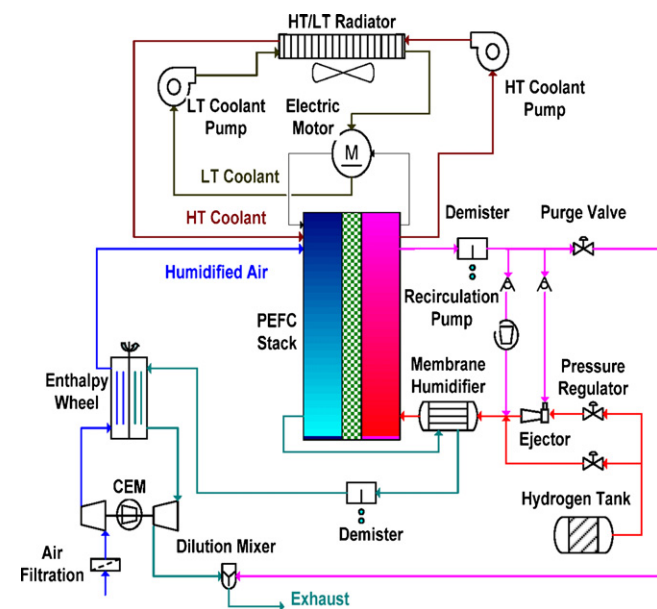 HT/LT Radiator
LT Coolant
Pump
Electric
Motor
HT Coolant
Pump
M
LT Coolant
HT Coolant
Demister
Purge Valve
Humidified Air
Recirculation
Pump
PEFC
Stack
Membrane
Humidifier
Pressure
Regulator
Enthalpy
Wheel
Ejector
CEM
Hydrogen Tank
Demister
Dilution Mixer
Air
Filtration
Exhaust